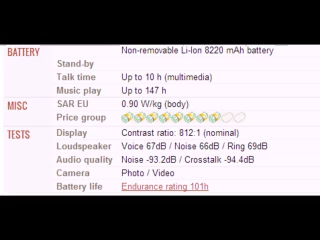 BATTERY Non-removable Li-Ion 8220 mAh battery
Stand-by
Talk time Up to 10 h (multimedia)
Music play Up to 147 h
MISC SAR EU 0.90 W/kg (body)
Price group
TESTS Display Contrast ratio: 812:1 (nominal)
Loudspeaker Voice 67dB / Noise 66dB / Ring 69dB
Audio quality Noise -93.2dB / Crosstalk -94.4dB
Camera Photo / Video
Battery life Endurance rating 101h